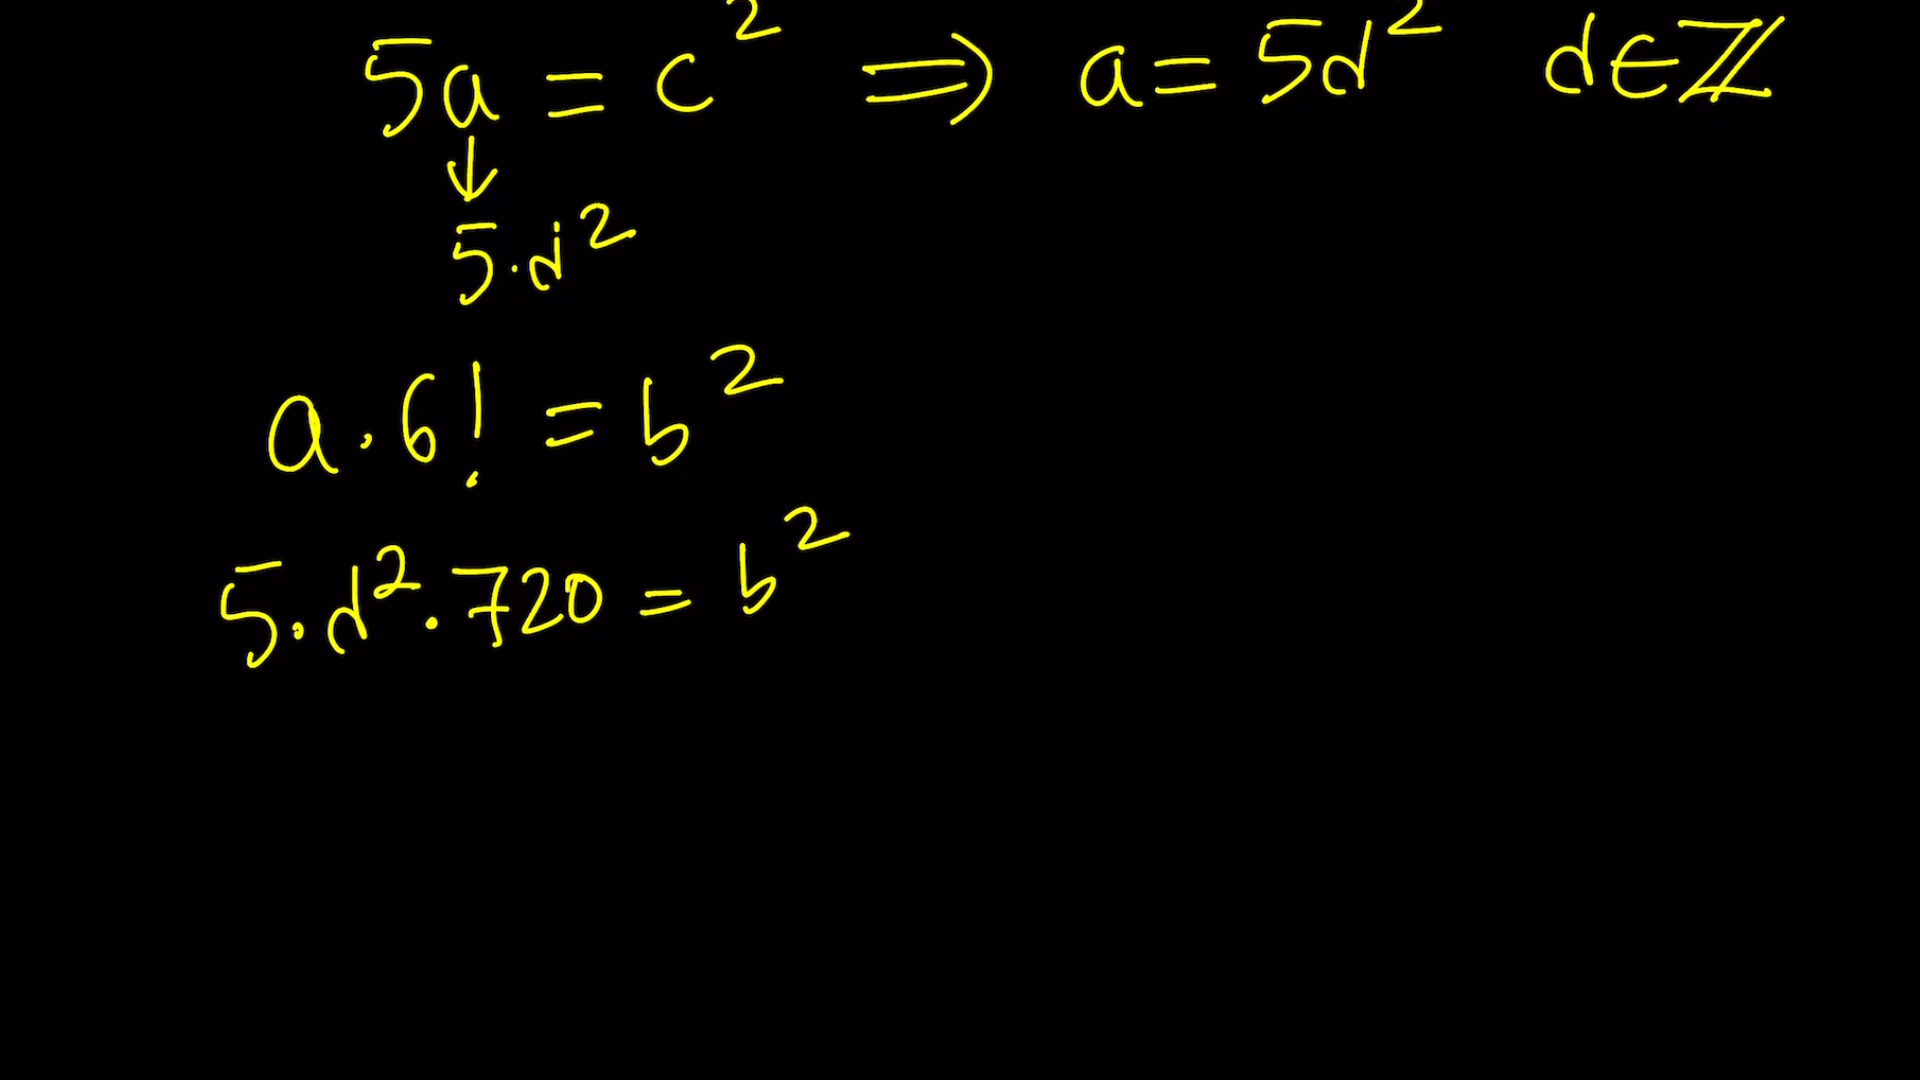 5a = c² ⟹ a = 5d² d∈ℤ
↓
5·d²
a·6! = b²
5·d²·720 = b²